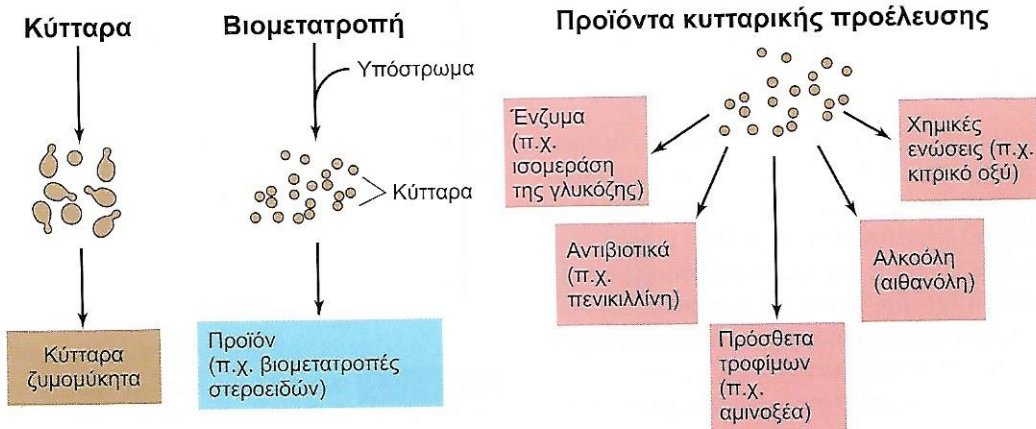 Κύτταρα
Κύτταρα
ζυμομύκητα
Βιομετατροπή
Υπόστρωμα
Κύτταρα
Προϊόν
(π.χ. βιομετατροπές
στεροειδών)
Προϊόντα κυτταρικής προέλευσης
Ένζυμα
(π.χ.
ισομεράση
της γλυκόζης)
Αντιβιοτικά
(π.χ.
πενικιλλίνη)
Πρόσθετα
τροφίμων
(π.χ.
αμινοξέα)
Αλκοόλη
(αιθανόλη)
Χημικές
ενώσεις (π.χ.
κιτρικό οξύ)